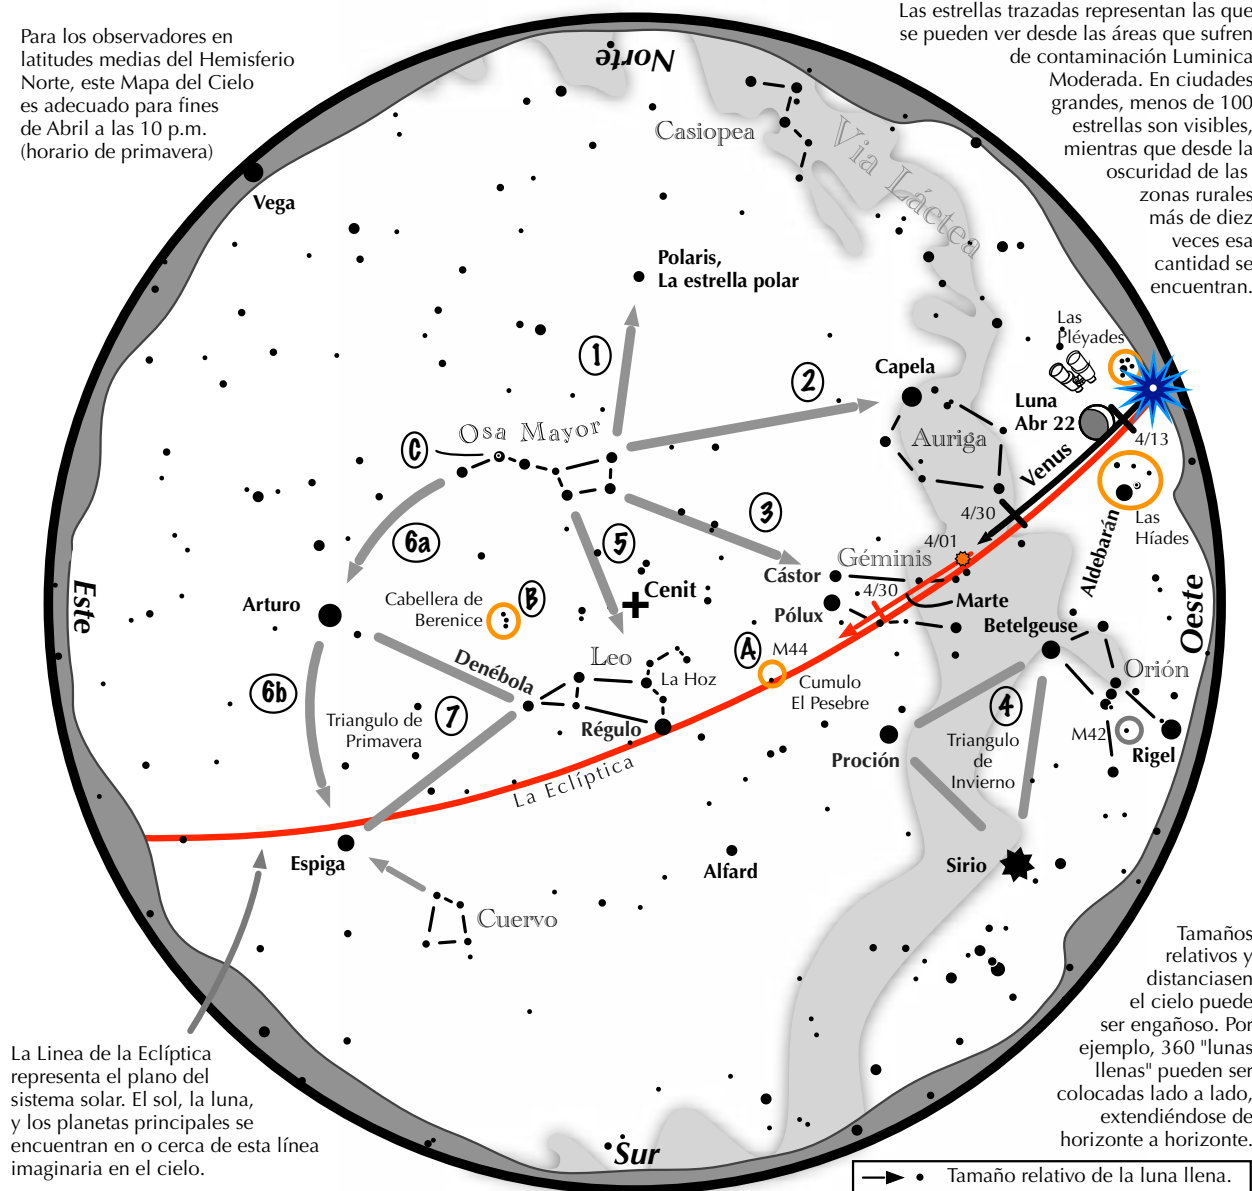 Para los observadores en
latitudes medias del Hemisferio
Norte, este Mapa del Cielo
es adecuado para fines
de Abril a las 10 p.m.
(horario de primavera)
Las estrellas trazadas representan las que
se pueden ver desde las áreas que sufren
de contaminación Luminica
Moderada. En ciudades
grandes, menos de 100
estrellas son visibles,
mientras que desde la
oscuridad de las
zonas rurales
más de diez
veces esa
cantidad se
encuentran.
Norte
Casiopea
Via Láctea
Vega
Polaris,
La estrella polar
Las
Pléyades
1
2
Capela
Luna
Abr 22
4/13
Osa Mayor
C
Auriga
Venus
3
4/30
Las
Híades
Aldebarán
6a
5
4/01
Géminis
Cástor
4/30
Cenit
Marte
Este
Arturo
Cabellera de
Berenice
B
Pólux
Betelgeuse
Oeste
Denébola
Leo
La Hoz
A
M44
Cumulo
El Pesebre
Orión
6b
7
Triangulo de
Primavera
Régulo
4
Triangulo
de
Invierno
M42
Rigel
Proción
La Eclíptica
Espiga
Alfard
Sirio
Cuervo
La Linea de la Eclíptica
representa el plano del
sistema solar. El sol, la luna,
y los planetas principales se
encuentran en o cerca de esta línea
imaginaria en el cielo.
Tamaños
relativos y
distanciasen
el cielo puede
ser engañoso. Por
ejemplo, 360 "lunas
llenas" pueden ser
colocadas lado a lado,
extendiéndose de
horizonte a horizonte.
Sur
Tamaño relativo de la luna llena.